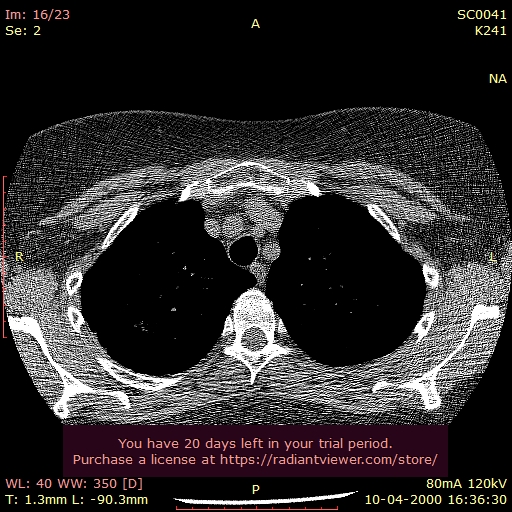 Im: 16/23
Se: 2
A
SC0041
K241
NA
R
L
You have 20 days left in your trial period.
Purchase a license at https://radiantviewer.com/store/
WL: 40 WW: 350 [D]
T: 1.3mm L: -90.3mm
P
80mA 120kV
10-04-2000 16:36:30